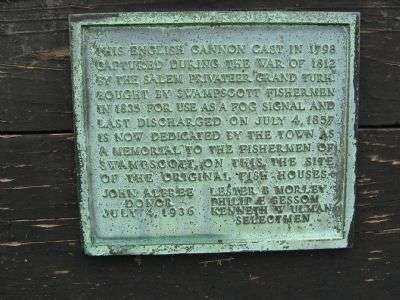 THIS ENGLISH CANNON CAST IN 1798
CAPTURED DURING THE WAR OF 1812
BY THE SALEM PRIVATEER GRAND TURK
BOUGHT BY SWAMPSCOTT FISHERMEN
IN 1835 FOR USE AS A FOG SIGNAL AND
LAST DISCHARGED ON JULY 4, 1857
IS NOW DEDICATED BY THE TOWN AS
A MEMORIAL TO THE FISHERMEN OF
SWAMPSCOTT, ON THIS, THE SITE
OF THE ORIGINAL FISH HOUSES
JOHN ALBREE LESTER B MORLEY
DONOR PHILIP E BESSOM
JULY 4, 1936 KENNETH W ULMAN
SELECTMEN